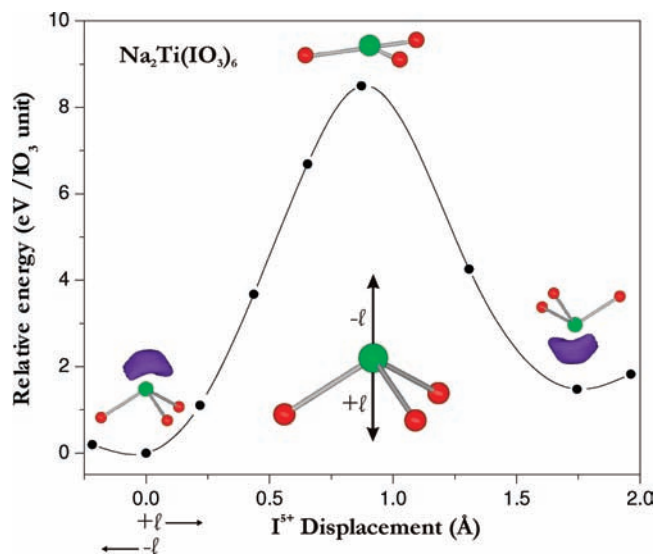 Na₂Ti(IO₃)₆
Relative energy (eV/IO₃ unit)
10
8
6
4
2
0
-ℓ
+ℓ
0.0
0.5
1.0
1.5
2.0
+ℓ
-ℓ
I⁵⁺ Displacement (Å)